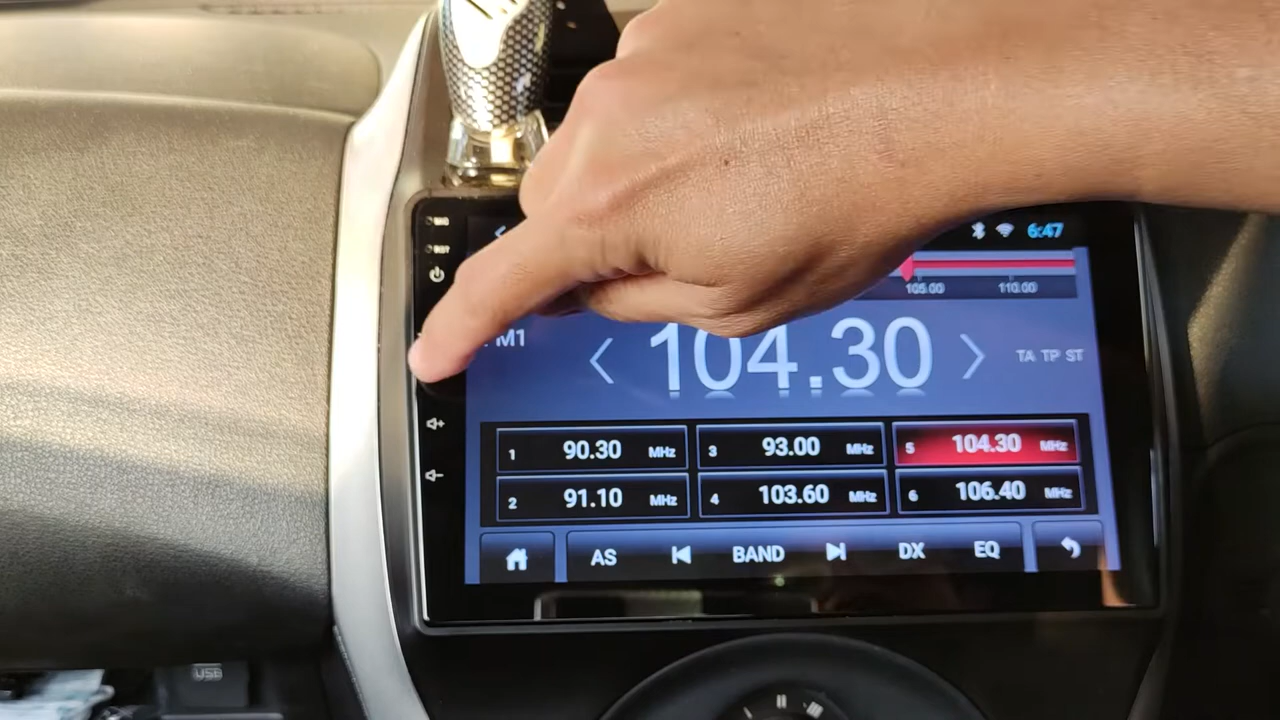 MIC
RST
6:47
105.00 110.00
M1
104.30
TA TP ST
1 90.30 MHz
3 93.00 MHz
5 104.30 MHz
2 91.10 MHz
4 103.60 MHz
6 106.40 MHz
AS BAND DX EQ
USB